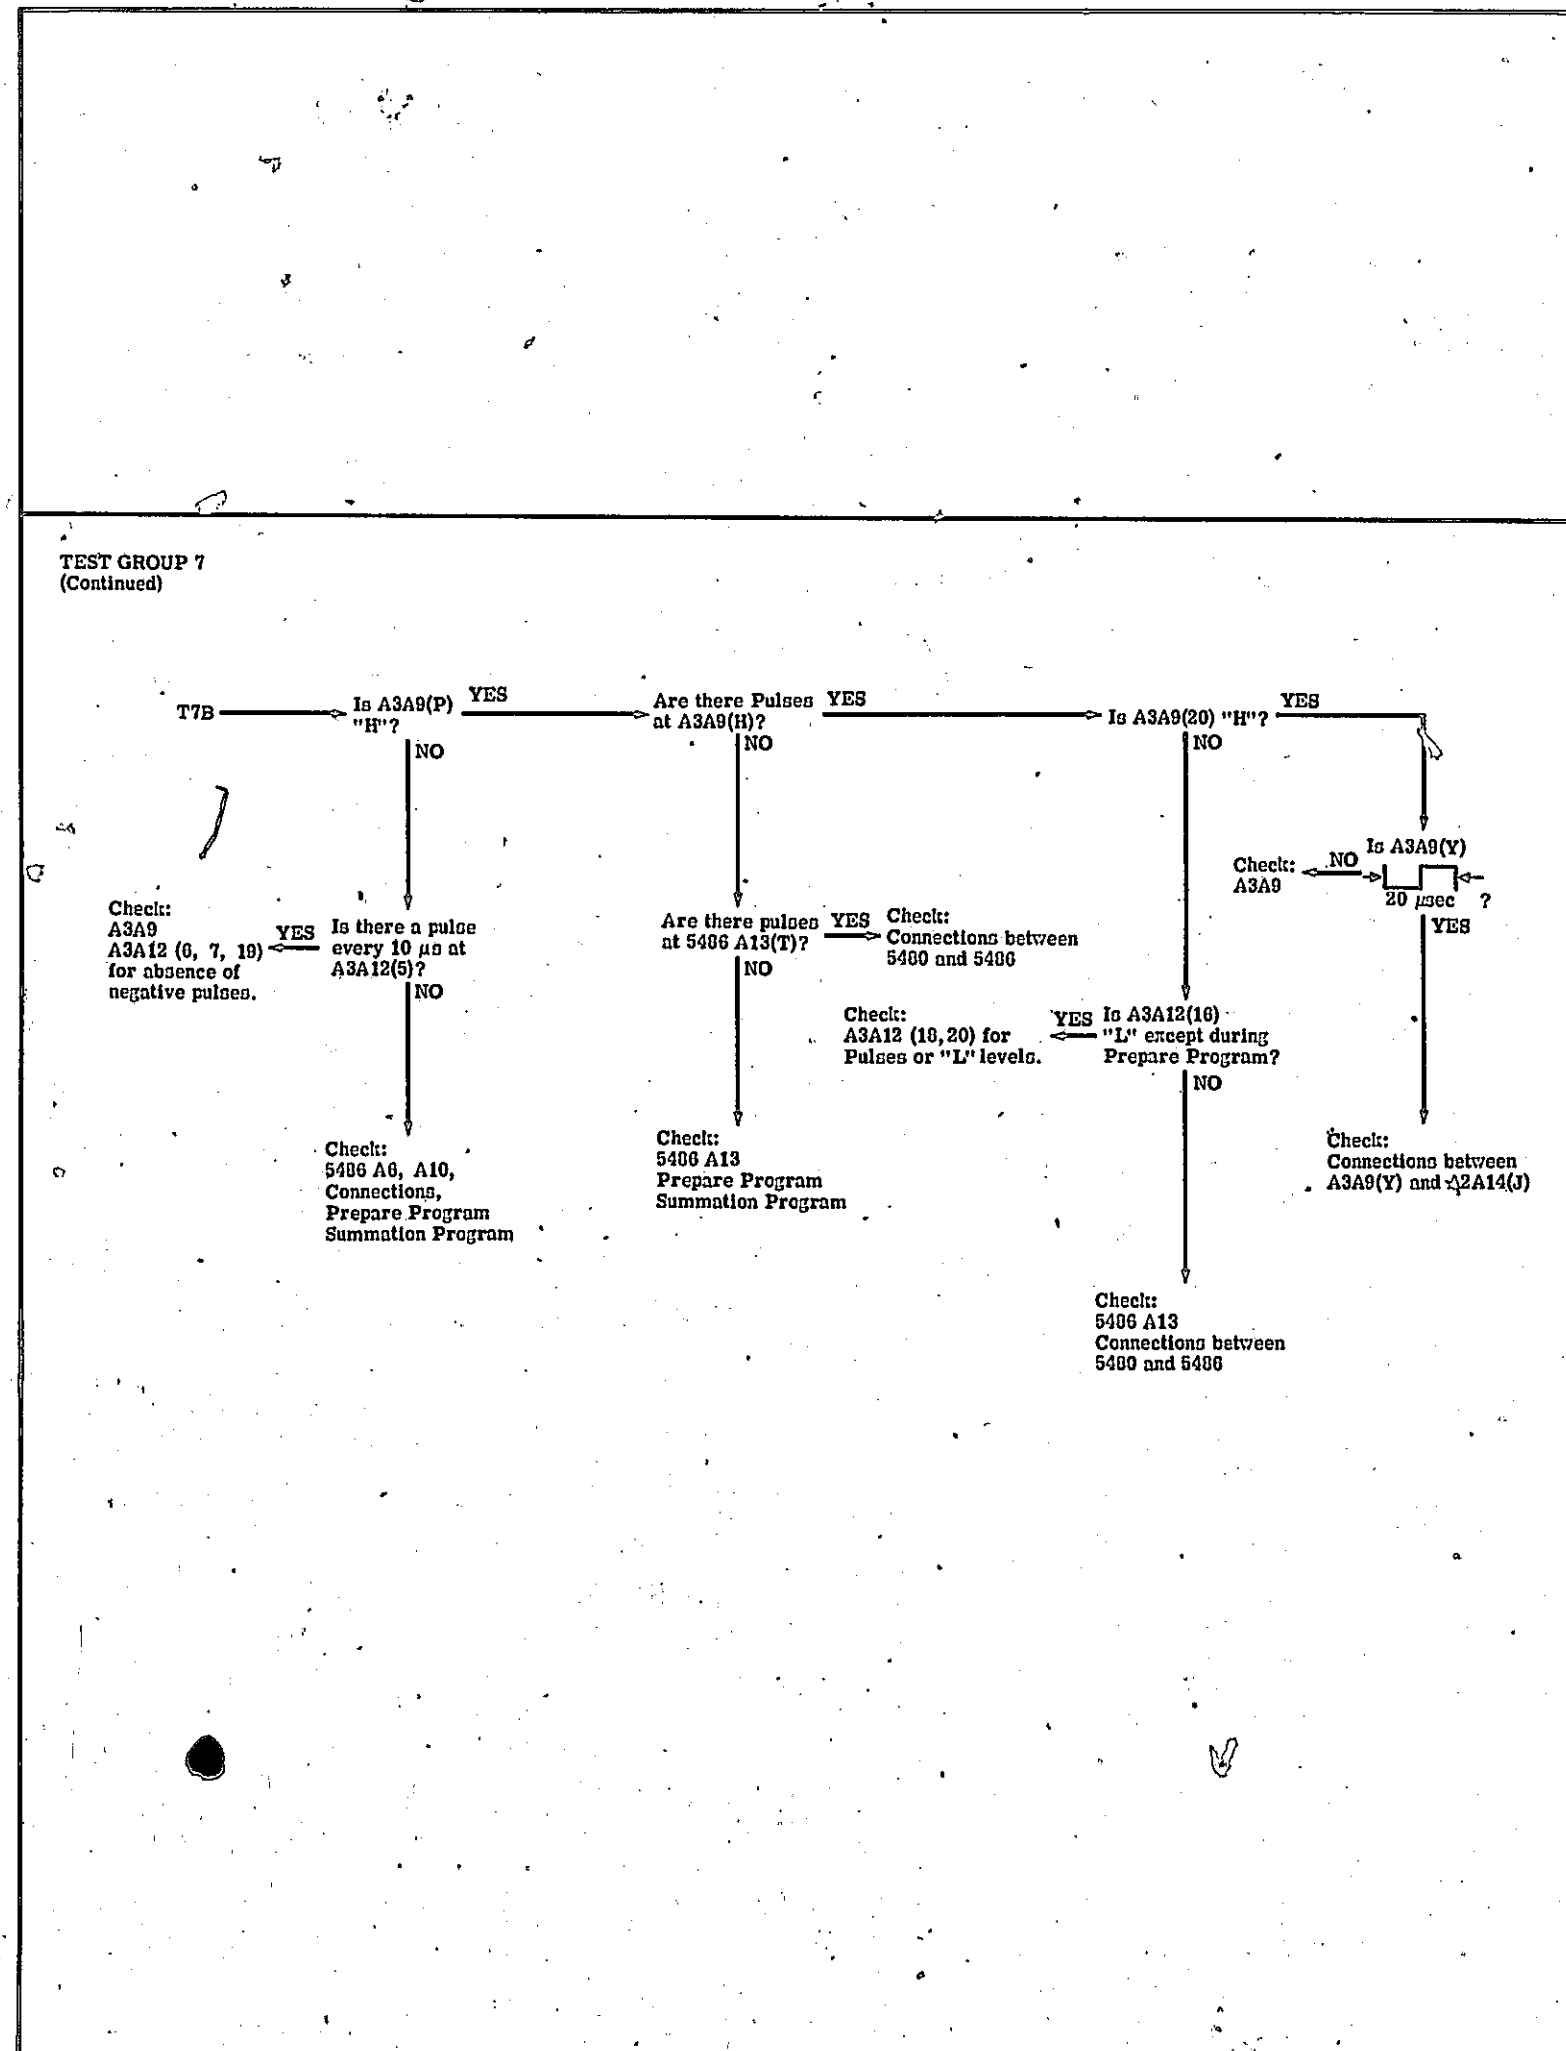 TEST GROUP 7
(Continued)
T7B
Is A3A9(P)
"H"?
YES
NO
Are there Pulses
at A3A9(H)?
YES
NO
Is A3A9(20) "H"?
YES
NO
Is A3A9(Y)
20 µsec ?
NO
YES
Check:
A3A9
Check:
A3A9
A3A12 (6, 7, 19)
for absence of
negative pulses.
YES
Is there a pulse
every 10 µs at
A3A12(5)?
NO
Are there pulses
at 5486 A13(T)?
YES
NO
Check:
Connections between
5480 and 5486
Check:
A3A12 (18,20) for
Pulses or "L" levels.
YES
Is A3A12(16)
"L" except during
Prepare Program?
NO
Check:
5486 A6, A10,
Connections,
Prepare Program
Summation Program
Check:
5486 A13
Prepare Program
Summation Program
Check:
Connections between
A3A9(Y) and A2A14(J)
Check:
5486 A13
Connections between
5480 and 5486